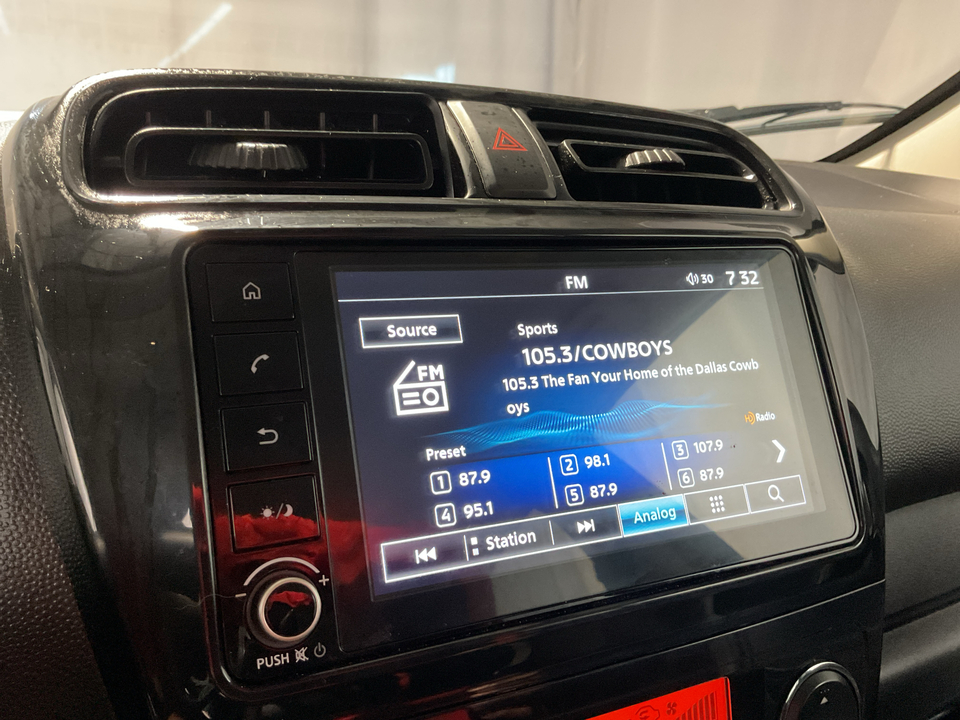 FM 30 7 32
Source
Sports
105.3/COWBOYS
FM
105.3 The Fan Your Home of the Dallas Cowb
oys
HD Radio
Preset
1 87.9 2 98.1 3 107.9
4 95.1 5 87.9 6 87.9
Station Analog
- +
PUSH